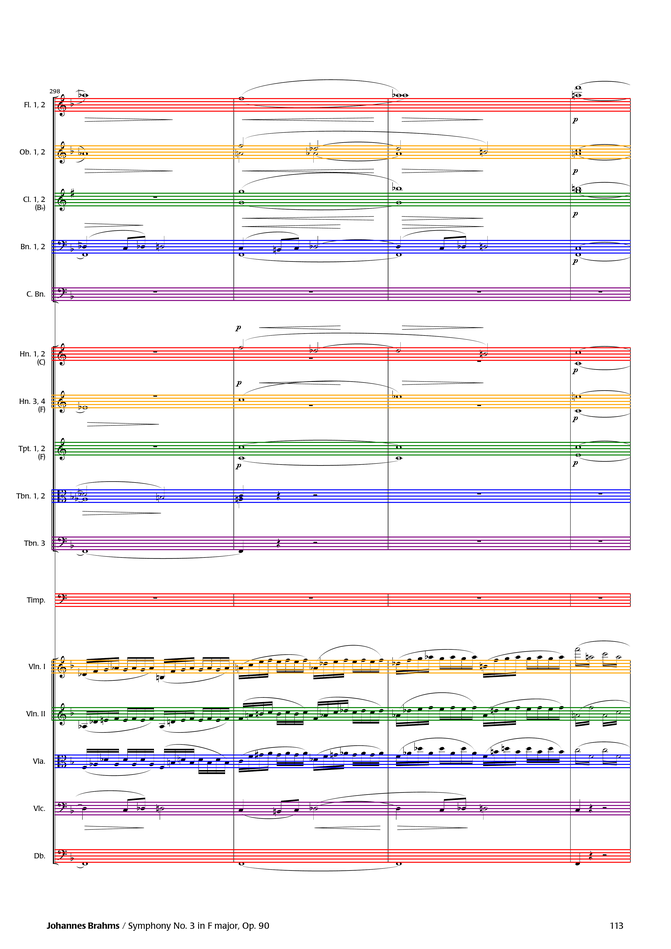 298
Fl. 1, 2
p
Ob. 1, 2
p
Cl. 1, 2
(B♭)
p
Bn. 1, 2
p
C. Bn.
p
Hn. 1, 2
(C)
p
p
Hn. 3, 4
(F)
p
Tpt. 1, 2
(F)
p
p
Tbn. 1, 2
Tbn. 3
Timp.
Vln. I
Vln. II
Vla.
Vlc.
Db.
Johannes Brahms / Symphony No. 3 in F major, Op. 90 113